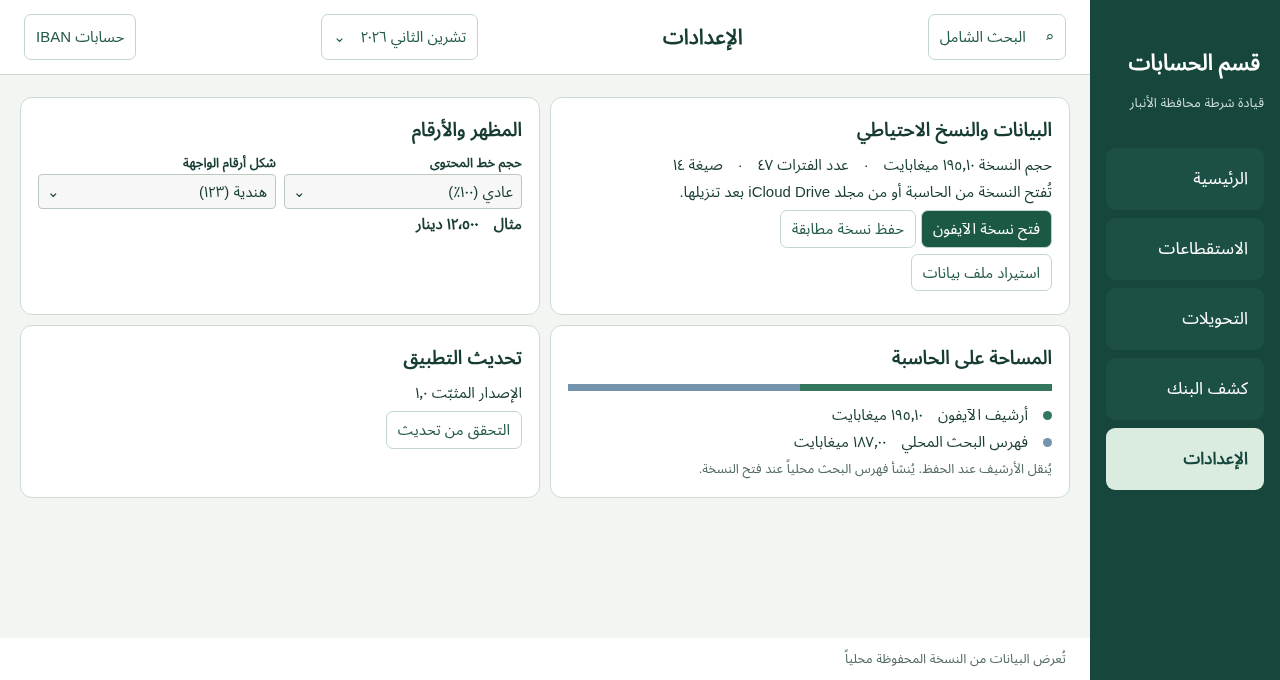 قسم الحسابات
قيادة شرطة محافظة الأنبار
الرئيسية
الاستقطاعات
التحويلات
كشف البنك
الإعدادات
البحث الشامل
الإعدادات
تشرين الثاني ٢٠٢٦
حسابات IBAN
البيانات والنسخ الاحتياطي
حجم النسخة ١٩٥,١٠ ميغابايت · عدد الفترات ٤٧ · صيغة ١٤
تُفتح النسخة من الحاسبة أو من مجلد iCloud Drive بعد تنزيلها.
فتح نسخة الآيفون
حفظ نسخة مطابقة
استيراد ملف بيانات
المظهر والأرقام
حجم خط المحتوى
شكل أرقام الواجهة
عادي (١٠٠٪)
هندية (١٢٣)
مثال ١٢،٥٠٠ دينار
المساحة على الحاسبة
أرشيف الآيفون ١٩٥,١٠ ميغابايت
فهرس البحث المحلي ١٨٧,٠٠ ميغابايت
يُنقل الأرشيف عند الحفظ. يُنشأ فهرس البحث محلياً عند فتح النسخة.
تحديث التطبيق
الإصدار المثبّت ١,٠
التحقق من تحديث
تُعرض البيانات من النسخة المحفوظة محلياً